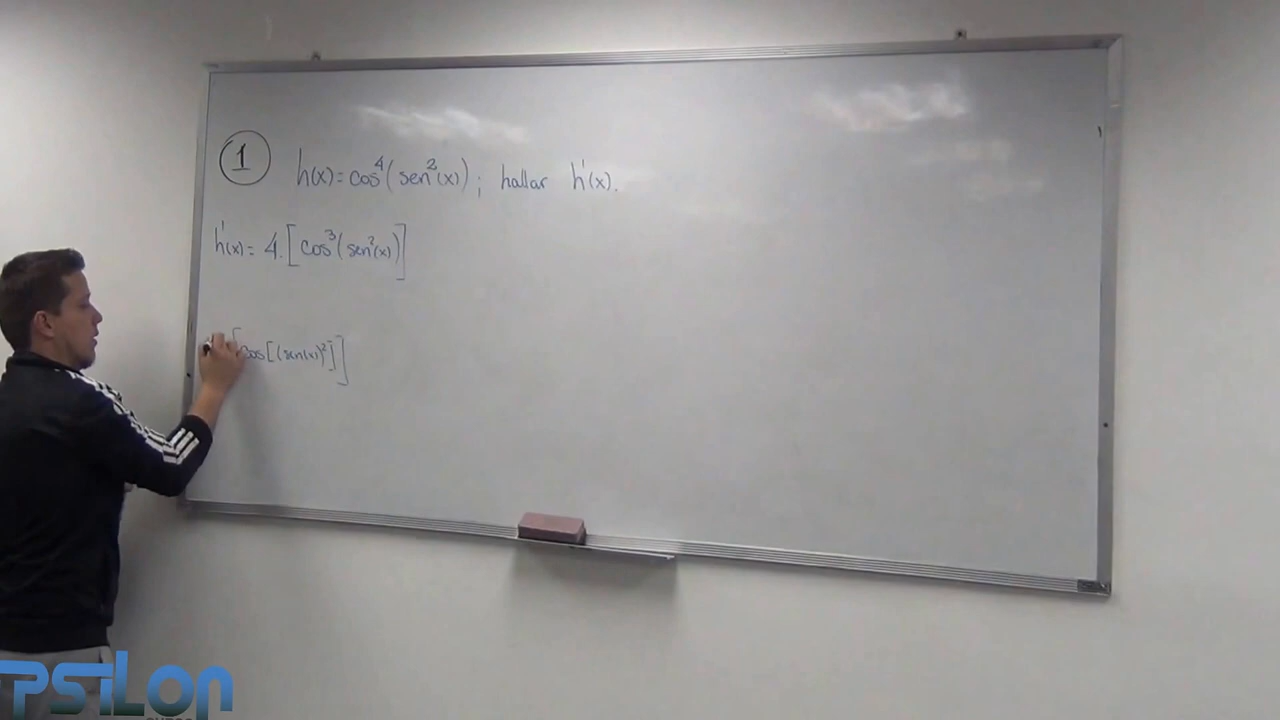 1 h(x) = cos⁴(sen²(x)); hallar h'(x).
h'(x) = 4.[cos³(sen²(x))]
[cos[(sen(x))²]]
PSILon